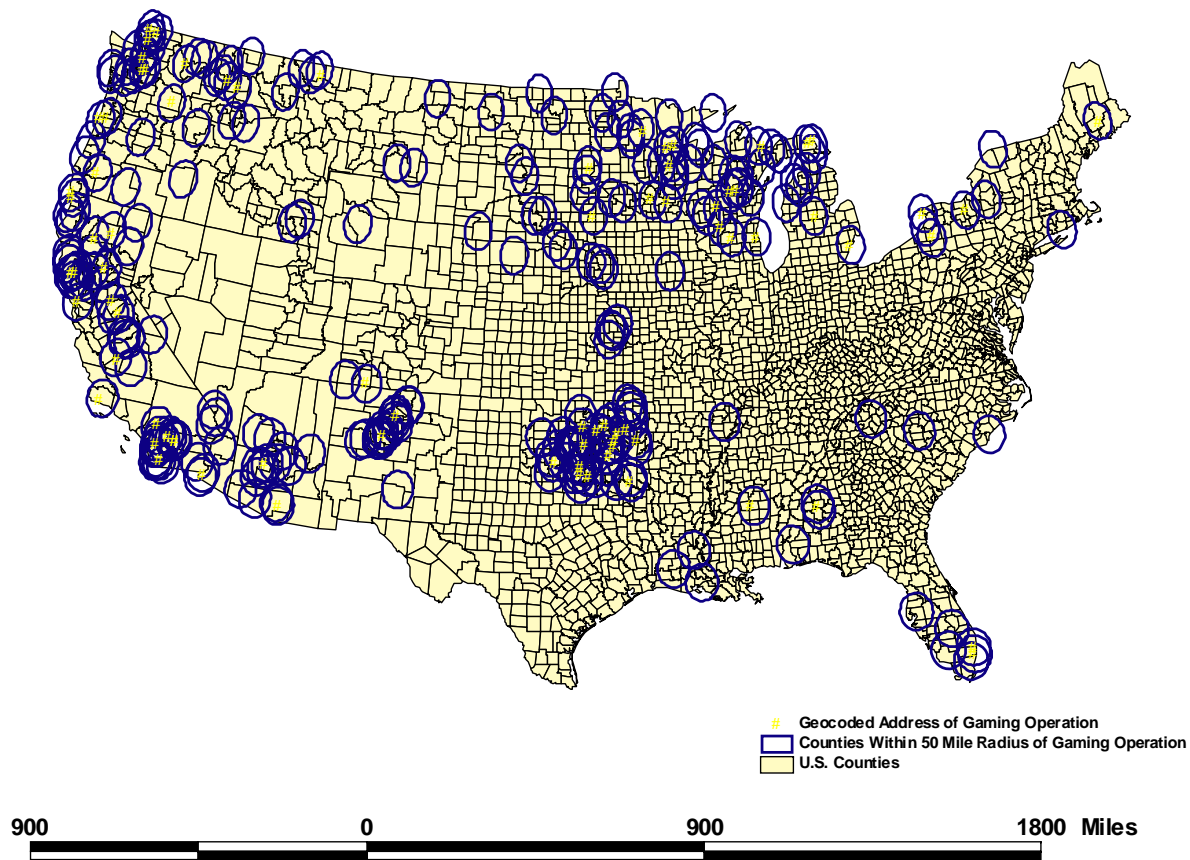 # Geocoded Address of Gaming Operation
Counties Within 50 Mile Radius of Gaming Operation
U.S. Counties
900 0 900 1800 Miles